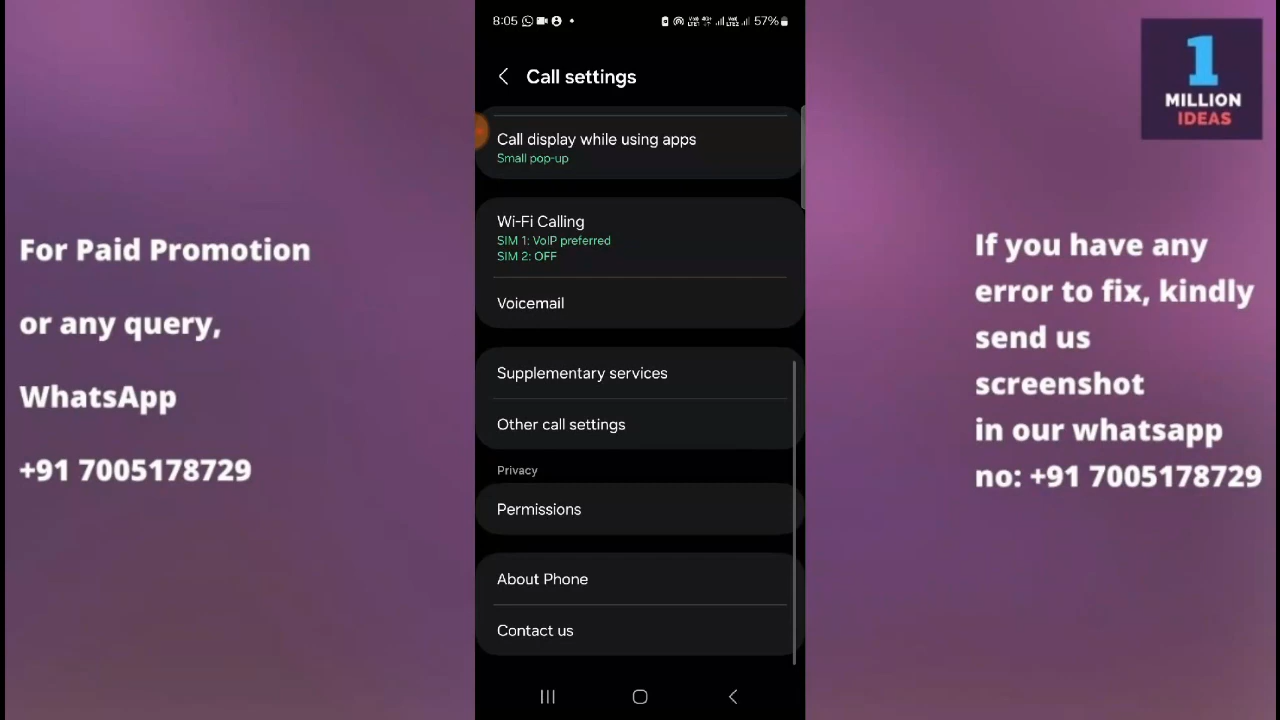 For Paid Promotion
or any query,
WhatsApp
+91 7005178729
8:05
57%
Call settings
Call display while using apps
Small pop-up
Wi-Fi Calling
SIM 1: VoIP preferred
SIM 2: OFF
Voicemail
Supplementary services
Other call settings
Privacy
Permissions
About Phone
Contact us
1
MILLION
IDEAS
If you have any
error to fix, kindly
send us
screenshot
in our whatsapp
no: +91 7005178729